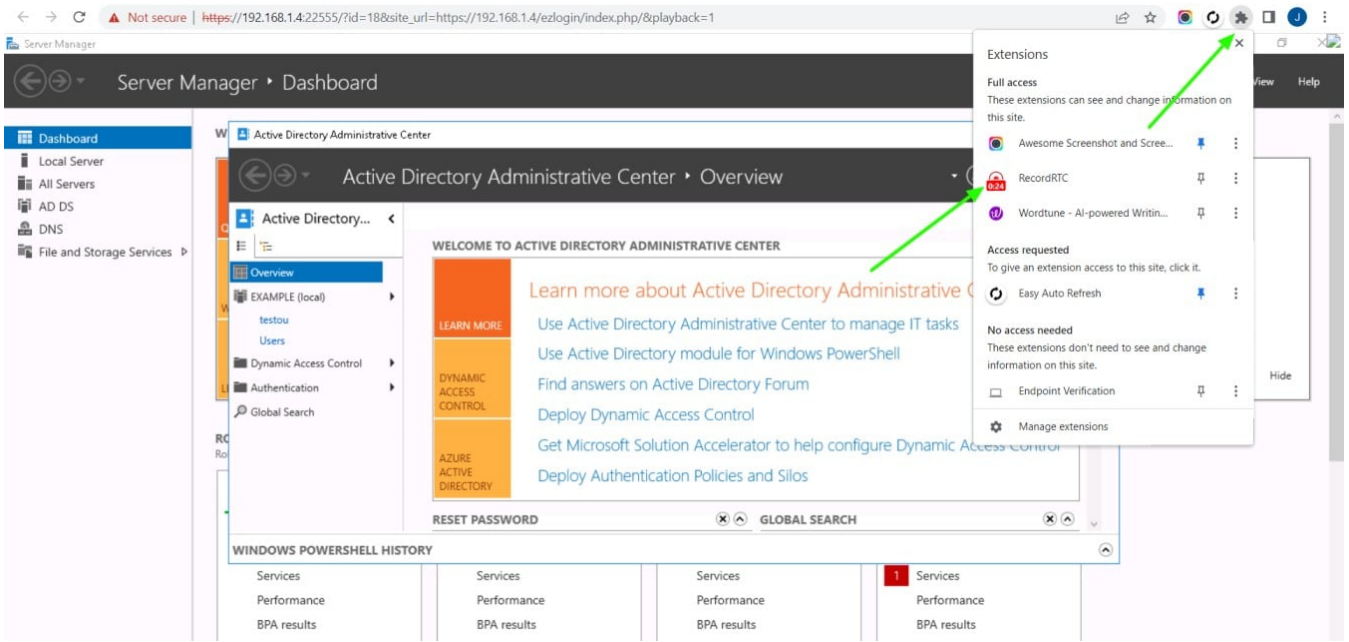 Not secure | https://192.168.1.4:22555/?id=18&site_url=https://192.168.1.4/ezlogin/index.php/&playback=1
J
Server Manager
Server Manager • Dashboard
View Help
Dashboard
Local Server
All Servers
AD DS
DNS
File and Storage Services
Active Directory Administrative Center
Active Directory Administrative Center • Overview
Active Directory...
Overview
EXAMPLE (local)
testou
Users
Dynamic Access Control
Authentication
Global Search
WELCOME TO ACTIVE DIRECTORY ADMINISTRATIVE CENTER
LEARN MORE
DYNAMIC
ACCESS
CONTROL
AZURE
ACTIVE
DIRECTORY
Learn more about Active Directory Administrative
Use Active Directory Administrative Center to manage IT tasks
Use Active Directory module for Windows PowerShell
Find answers on Active Directory Forum
Deploy Dynamic Access Control
Get Microsoft Solution Accelerator to help configure Dynamic Access Control
Deploy Authentication Policies and Silos
RESET PASSWORD
GLOBAL SEARCH
WINDOWS POWERSHELL HISTORY
Extensions
Full access
These extensions can see and change information on
this site.
Awesome Screenshot and Scree...
RecordRTC
0:24
Wordtune - AI-powered Writin...
Access requested
To give an extension access to this site, click it.
Easy Auto Refresh
No access needed
These extensions don't need to see and change
information on this site.
Endpoint Verification
Manage extensions
Hide
Services Services Services 1 Services
Performance Performance Performance Performance
BPA results BPA results BPA results BPA results